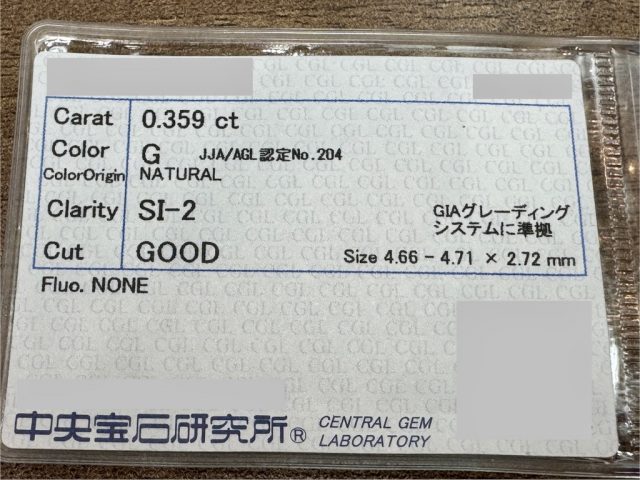 Carat 0.359 ct
Color G JJA/AGL認定No.204
ColorOrigin NATURAL
Clarity SI-2 GIAグレーディング
システムに準拠
Cut GOOD Size 4.66 - 4.71 × 2.72 mm
Fluo. NONE
中央宝石研究所® CENTRAL GEM
LABORATORY